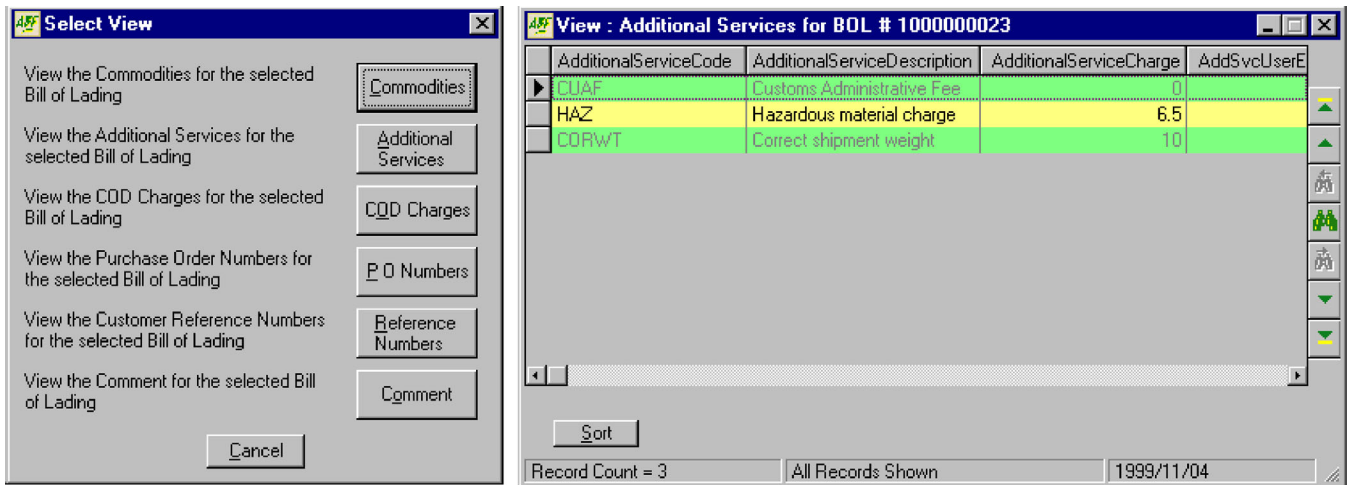 ABF Select View
View the Commodities for the selected
Bill of Lading
Commodities
View the Additional Services for the
selected Bill of Lading
Additional
Services
View the COD Charges for the selected
Bill of Lading
COD Charges
View the Purchase Order Numbers for
the selected Bill of Lading
P O Numbers
View the Customer Reference Numbers
for the selected Bill of Lading
Reference
Numbers
View the Comment for the selected Bill
of Lading
Comment
Cancel
ABF View : Additional Services for BOL # 1000000023
AdditionalServiceCode AdditionalServiceDescription AdditionalServiceCharge AddSvcUserE
CUAF Customs Administrative Fee 0
HAZ Hazardous material charge 6.5
CORWT Correct shipment weight 10
Sort
Record Count = 3 All Records Shown 1999/11/04